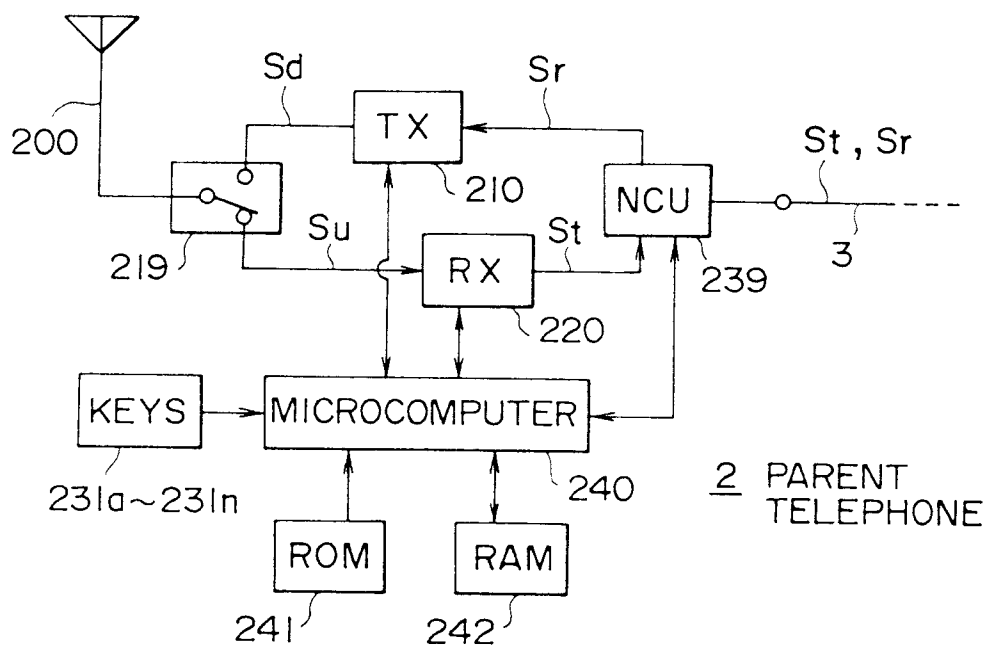 Sd
Sr
TX
St , Sr
200
210
NCU
Su
St
219
RX
3
239
220
KEYS
MICROCOMPUTER
231a~231n
240
2 PARENT
TELEPHONE
ROM
RAM
241
242